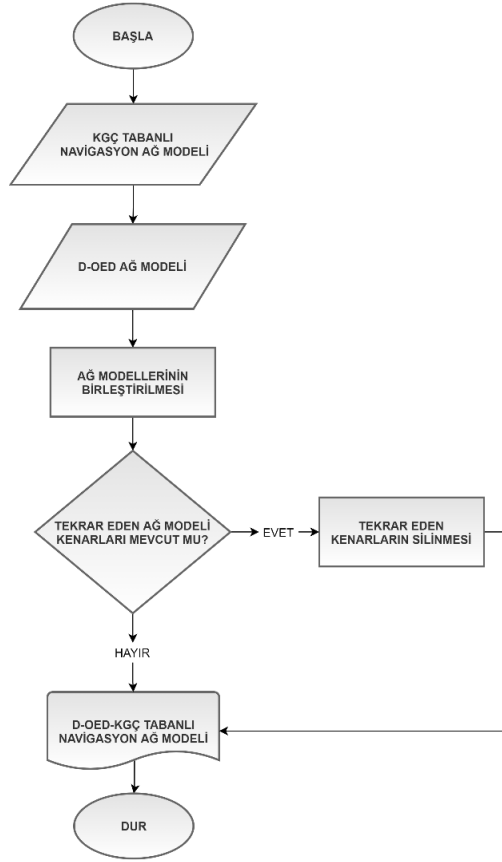 BAŞLA
KGÇ TABANLI
NAVİGASYON AĞ MODELİ
D-OED AĞ MODELİ
AĞ MODELLERİNİN
BİRLEŞTİRİLMESİ
TEKRAR EDEN AĞ MODELİ
KENARLARI MEVCUT MU?
EVET
TEKRAR EDEN
KENARLARIN SİLİNMESİ
HAYIR
D-OED-KGÇ TABANLI
NAVİGASYON AĞ MODELİ
DUR